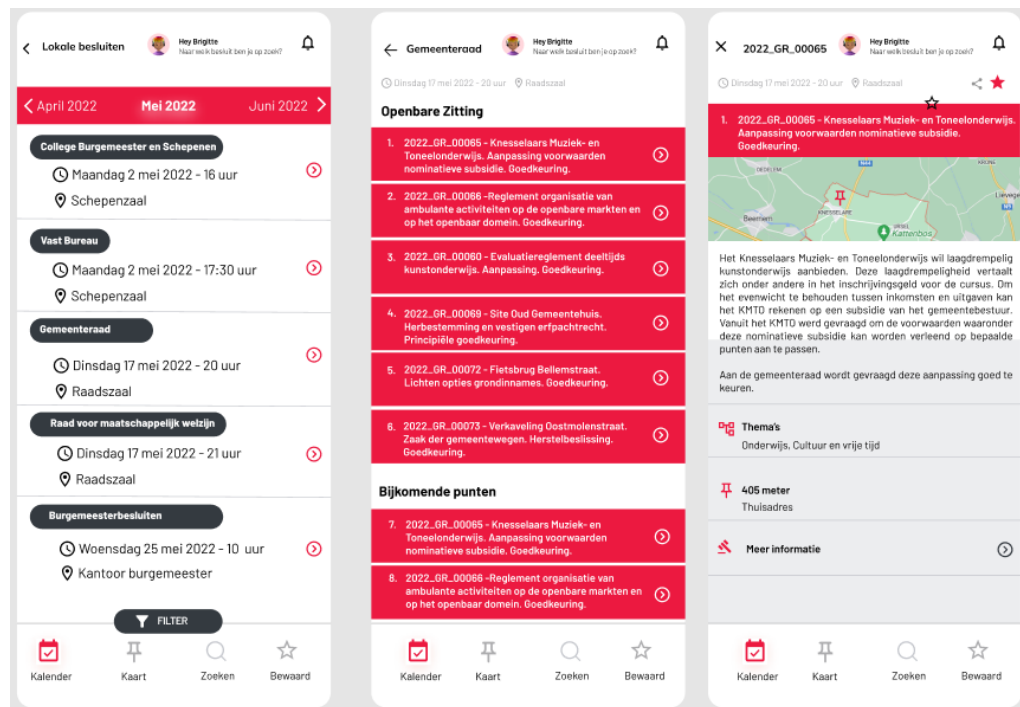 Lokale besluiten
Hey Brigitte
Naar welk besluit ben je op zoek?
April 2022
Mei 2022
Juni 2022
College Burgemeester en Schepenen
Maandag 2 mei 2022 - 16 uur
Schepenzaal
Vast Bureau
Maandag 2 mei 2022 - 17:30 uur
Schepenzaal
Gemeenteraad
Dinsdag 17 mei 2022 - 20 uur
Raadszaal
Raad voor maatschappelijk welzijn
Dinsdag 17 mei 2022 - 21 uur
Raadszaal
Burgemeesterbesluiten
Woensdag 25 mei 2022 - 10 uur
Kantoor burgemeester
FILTER
Kalender
Kaart
Zoeken
Bewaard
Gemeenteraad
Hey Brigitte
Naar welk besluit ben je op zoek?
Dinsdag 17 mei 2022 - 20 uur
Raadszaal
Openbare Zitting
1. 2022_GR_00065 - Knesselaars Muziek- en
Toneelonderwijs. Aanpassing voorwaarden
nominatieve subsidie. Goedkeuring.
2. 2022_GR_00066 -Reglement organisatie van
ambulante activiteiten op de openbare markten en
op het openbaar domein. Goedkeuring.
3. 2022_GR_00060 - Evaluatiereglement deeltijds
kunstonderwijs. Aanpassing. Goedkeuring.
4. 2022_GR_00069 - Site Oud Gemeentehuis.
Herbestemming en vestigen erfpachtrecht.
Principiële goedkeuring.
5. 2022_GR_00072 - Fietsbrug Bellemstraat.
Lichten opties grondinnames. Goedkeuring.
6. 2022_GR_00073 - Verkaveling Oostmolenstraat.
Zaak der gemeentewegen. Herstelbeslissing.
Goedkeuring.
Bijkomende punten
7. 2022_GR_00065 - Knesselaars Muziek- en
Toneelonderwijs. Aanpassing voorwaarden
nominatieve subsidie. Goedkeuring.
8. 2022_GR_00066 -Reglement organisatie van
ambulante activiteiten op de openbare markten en
op het openbaar domein. Goedkeuring.
Kalender
Kaart
Zoeken
Bewaard
2022_GR_00065
Hey Brigitte
Naar welk besluit ben je op zoek?
Dinsdag 17 mei 2022 - 20 uur
Raadszaal
1. 2022_GR_00065 - Knesselaars Muziek- en Toneelonderwijs.
Aanpassing voorwaarden nominatieve subsidie.
Goedkeuring.
OEDELEM
Beernem
KNESSELARE
URSEL
Kattenbos
Het Knesselaars Muziek- en Toneelonderwijs wil laagdrempelig
kunstonderwijs aanbieden. Deze laagdrempeligheid vertaalt
zich onder andere in het inschrijvingsgeld voor de cursus. Om
het evenwicht te behouden tussen inkomsten en uitgaven kan
het KMTO rekenen op een subsidie van het gemeentebestuur.
Vanuit het KMTO werd gevraagd om de voorwaarden waaronder
deze nominatieve subsidie kan worden verleend op bepaalde
punten aan te passen.
Aan de gemeenteraad wordt gevraagd deze aanpassing goed te
keuren.
Thema's
Onderwijs, Cultuur en vrije tijd
405 meter
Thuisadres
Meer informatie
Kalender
Kaart
Zoeken
Bewaard